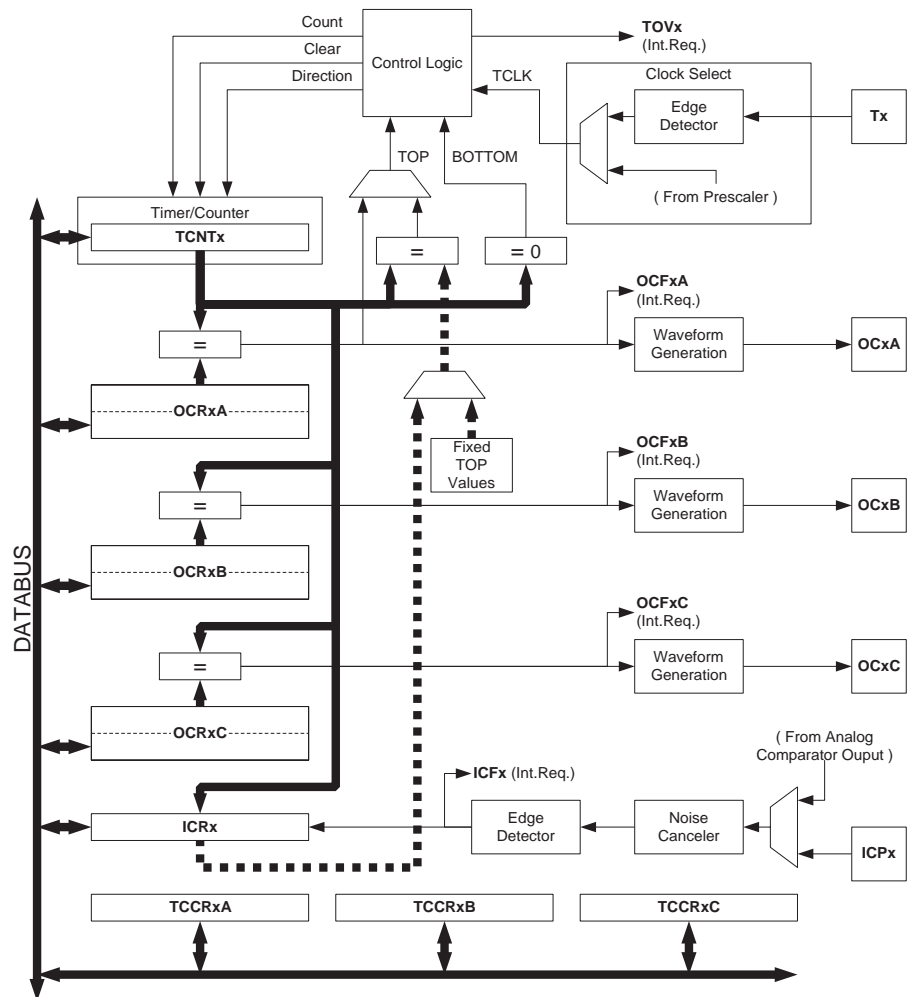 Count
Clear
Direction
Control Logic
TOVx
(Int.Req.)
TCLK
Clock Select
Edge
Detector
Tx
( From Prescaler )
TOP
BOTTOM
Timer/Counter
TCNTx
=
= 0
OCFxA
(Int.Req.)
=
Waveform
Generation
OCxA
OCRxA
Fixed
TOP
Values
OCFxB
(Int.Req.)
=
Waveform
Generation
OCxB
OCRxB
DATABUS
OCFxC
(Int.Req.)
=
Waveform
Generation
OCxC
OCRxC
( From Analog
Comparator Ouput )
ICFx (Int.Req.)
ICRx
Edge
Detector
Noise
Canceler
ICPx
TCCRxA
TCCRxB
TCCRxC